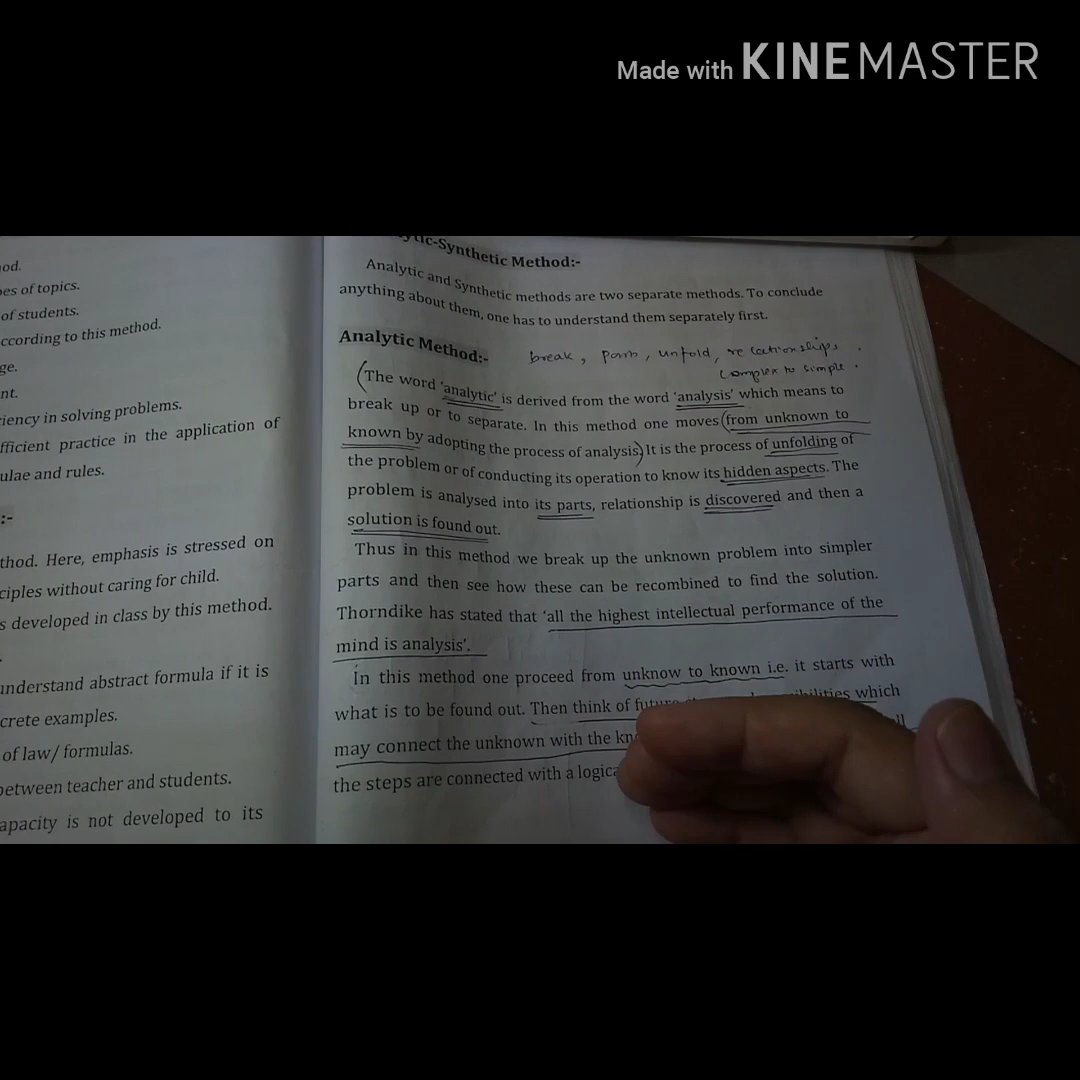 Made with KINEMASTER
od.
es of topics.
of students.
ccording to this method.
ge.
nt.
iency in solving problems.
fficient practice in the application of
ulae and rules.
:-
thod. Here, emphasis is stressed on
ciples without caring for child.
s developed in class by this method.
.
understand abstract formula if it is
crete examples.
of law/ formulas.
between teacher and students.
apacity is not developed to its
ytic-Synthetic Method:-
Analytic and Synthetic methods are two separate methods. To conclude
anything about them, one has to understand them separately first.
Analytic Method:- break, parts, unfold, relationships.
complex to simple.
(The word 'analytic' is derived from the word 'analysis' which means to
break up or to separate. In this method one moves (from unknown to
known by adopting the process of analysis) It is the process of unfolding of
the problem or of conducting its operation to know its hidden aspects. The
problem is analysed into its parts, relationship is discovered and then a
solution is found out.
Thus in this method we break up the unknown problem into simpler
parts and then see how these can be recombined to find the solution.
Thorndike has stated that 'all the highest intellectual performance of the
mind is analysis'.
In this method one proceed from unknow to known i.e. it starts with
what is to be found out. Then think of future which
may connect the unknown with the
the steps are connected with a